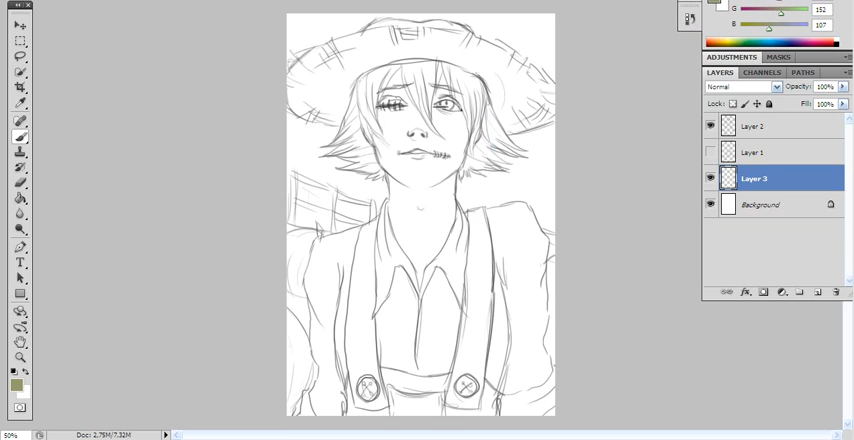 G 152
B 107
ADJUSTMENTS MASKS
LAYERS CHANNELS PATHS
Normal Opacity: 100%
Lock: Fill: 100%
Layer 2
Layer 1
Layer 3
Background
T
50% Doc: 2.75M/7.32M